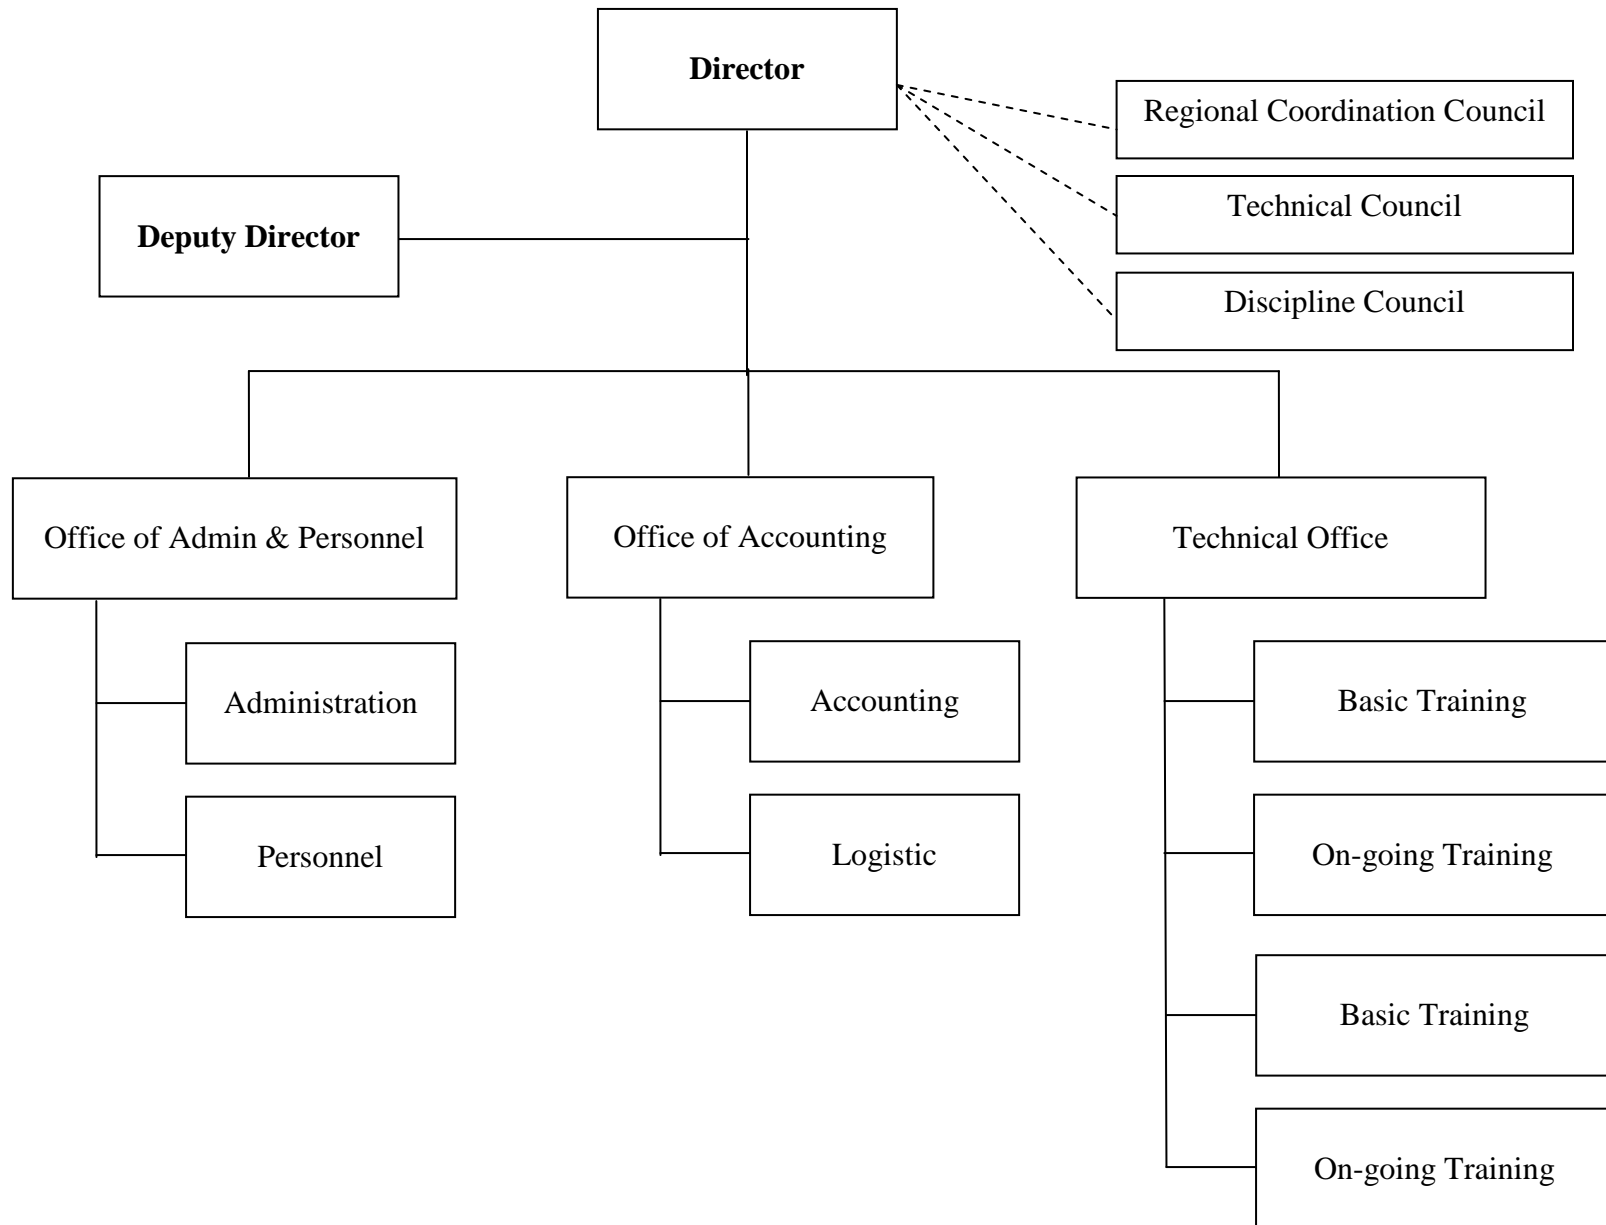 Director
Regional Coordination Council
Technical Council
Deputy Director
Discipline Council
Office of Admin & Personnel
Office of Accounting
Technical Office
Administration
Accounting
Basic Training
Personnel
Logistic
On-going Training
Basic Training
On-going Training